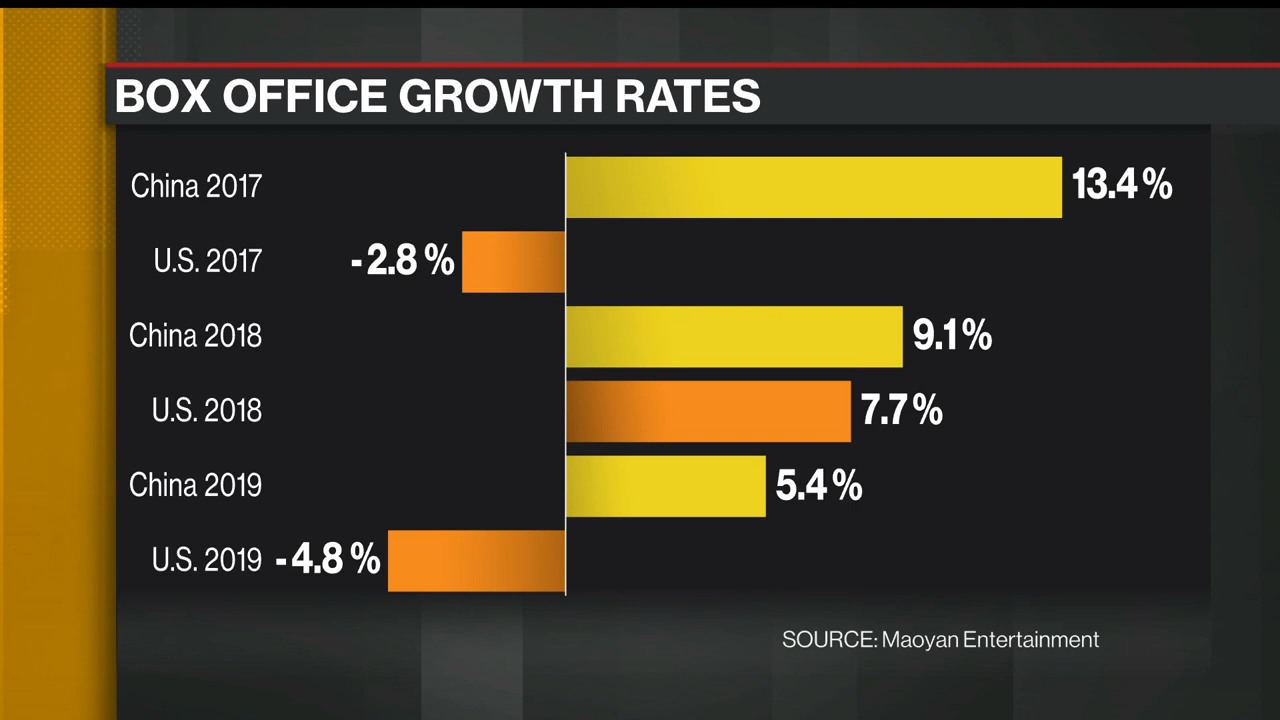 BOX OFFICE GROWTH RATES
China 2017 13.4%
U.S. 2017 -2.8%
China 2018 9.1%
U.S. 2018 7.7%
China 2019 5.4%
U.S. 2019 -4.8%
SOURCE: Maoyan Entertainment